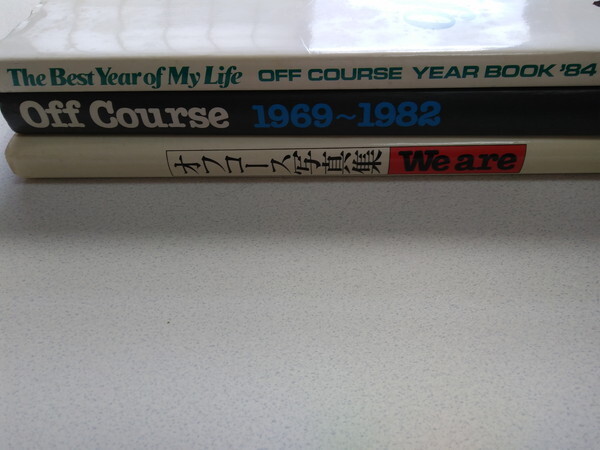 The Best Year of My Life OFF COURSE YEAR BOOK '84
Off Course 1969~1982
オフコース写真集 We are